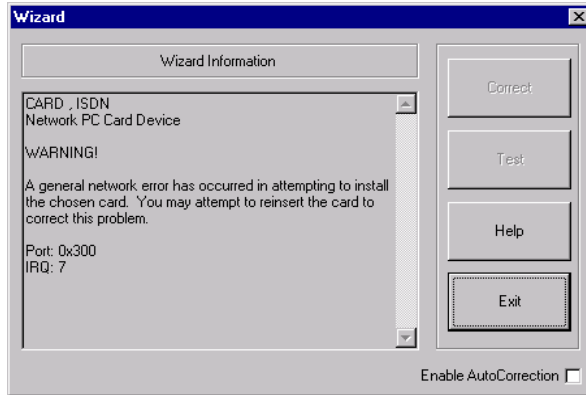 Wizard
Wizard Information
CARD , ISDN
Network PC Card Device
WARNING!
A general network error has occurred in attempting to install
the chosen card.  You may attempt to reinsert the card to
correct this problem.
Port: 0x300
IRQ: 7
Correct
Test
Help
Exit
Enable AutoCorrection